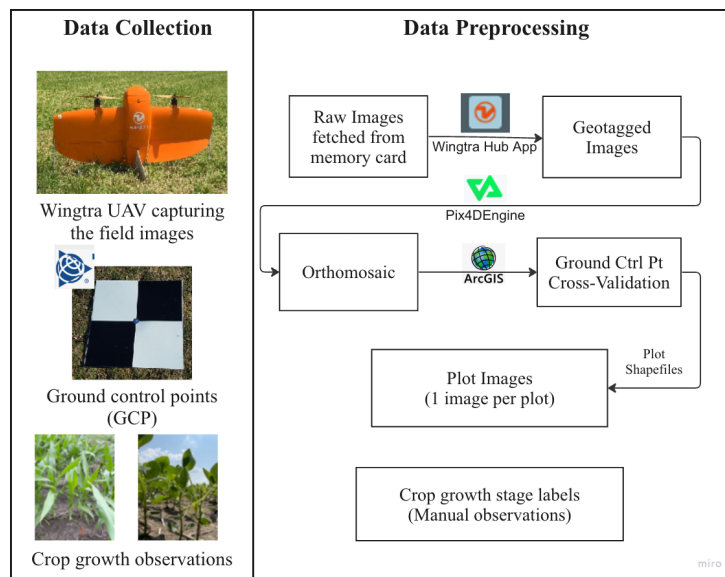 Data Collection
Wingtra UAV capturing
the field images
®
Ground control points
(GCP)
Crop growth observations
Data Preprocessing
Raw Images
fetched from
memory card
Wingtra Hub App
Geotagged
Images
Pix4DEngine
Orthomosaic
ArcGIS
Ground Ctrl Pt
Cross-Validation
Plot
Shapefiles
Plot Images
(1 image per plot)
Crop growth stage labels
(Manual observations)
miro